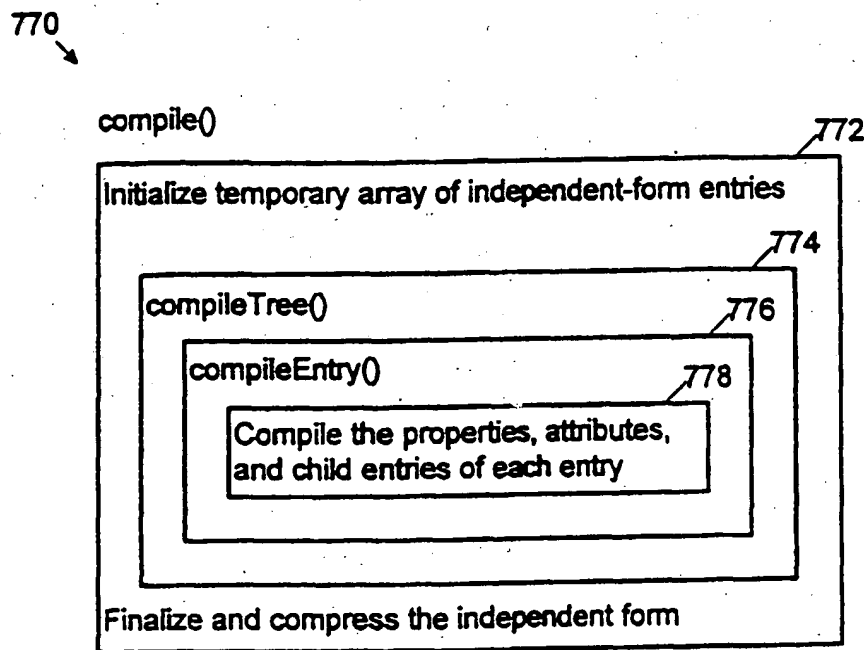 770
compile()
772
Initialize temporary array of independent-form entries
774
compileTree()
776
compileEntry()
778
Compile the properties, attributes,
and child entries of each entry
Finalize and compress the independent form